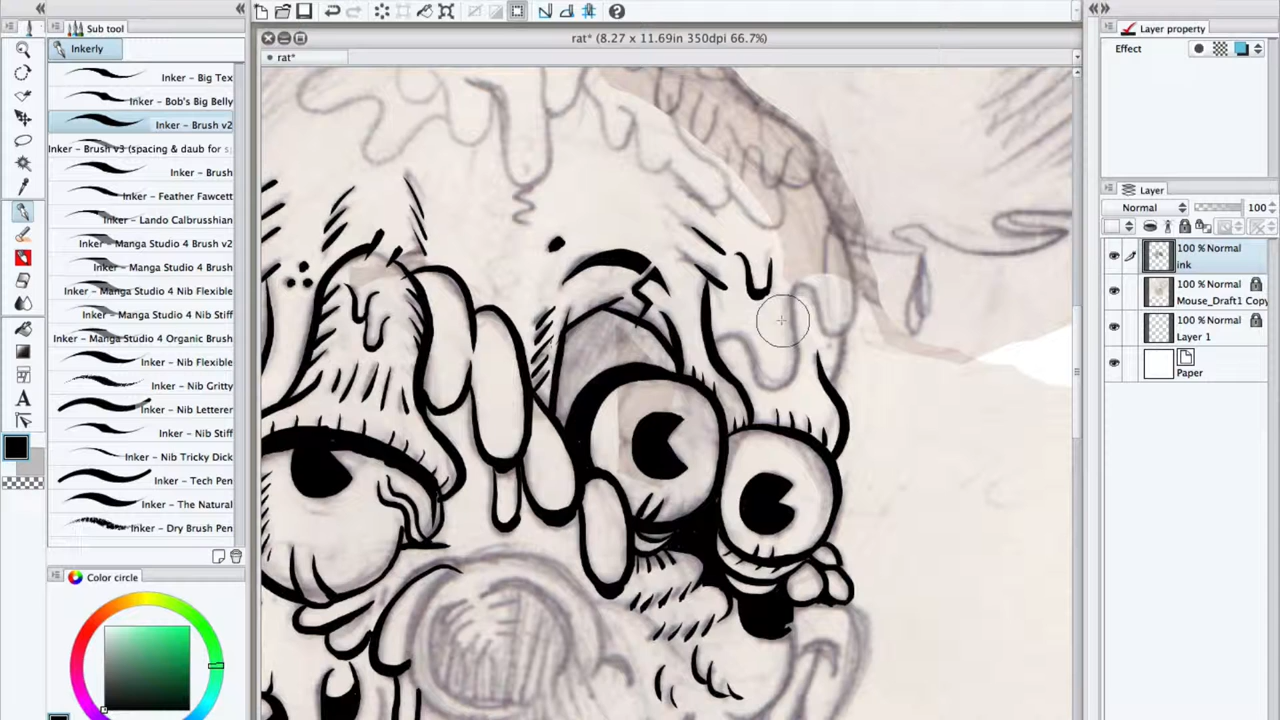 Sub tool
Inkerly
Inker - Big Tex
Inker - Bob's Big Belly
Inker - Brush v2
Inker - Brush v3 (spacing & daub for s
Inker - Brush
Inker - Feather Fawcett
Inker - Lando Calbrusshian
Inker - Manga Studio 4 Brush v2
Inker - Manga Studio 4 Brush
Inker - Manga Studio 4 Nib Flexible
Inker - Manga Studio 4 Nib Stiff
Inker - Manga Studio 4 Organic Brush
Inker - Nib Flexible
Inker - Nib Gritty
Inker - Nib Letterer
Inker - Nib Stiff
Inker - Nib Tricky Dick
Inker - Tech Pen
Inker - The Natural
Inker - Dry Brush Pen
Color circle
rat* (8.27 x 11.69in 350dpi 66.7%)
rat*
Layer property
Effect
Layer
Normal 100
100 % Normal
ink
100 % Normal
Mouse_Draft1 Copy
100 % Normal
Layer 1
Paper